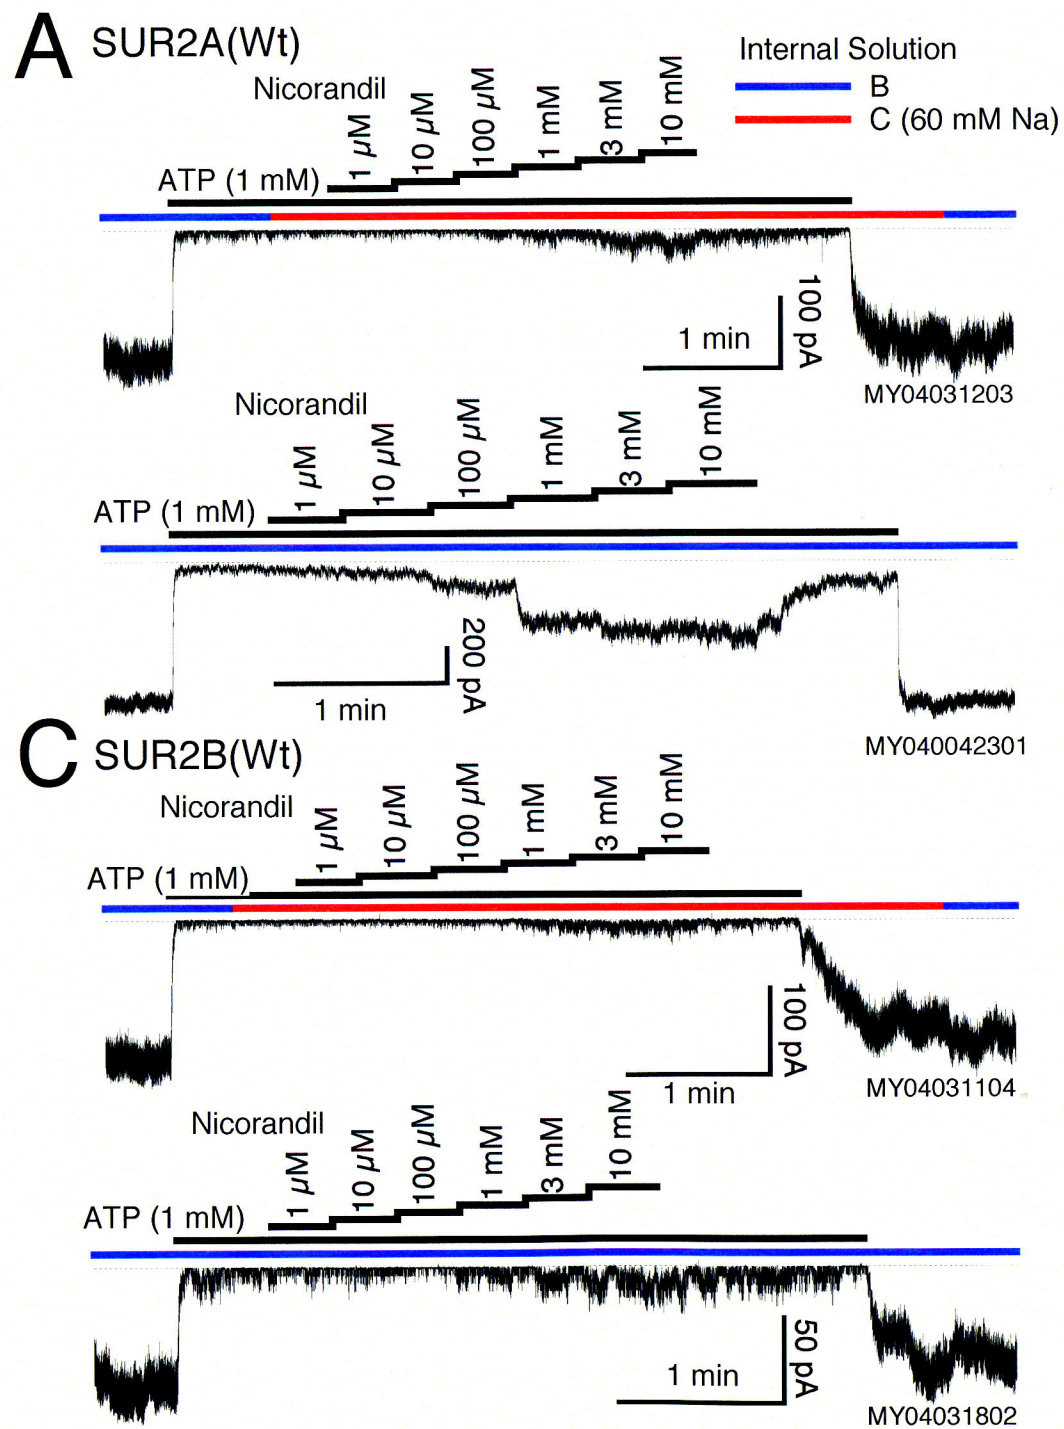 A SUR2A(Wt)
Internal Solution
B
C (60 mM Na)
Nicorandil
1 μM
10 μM
100 μM
1 mM
3 mM
10 mM
ATP (1 mM)
100 pA
1 min
MY04031203
Nicorandil
1 μM
10 μM
100 μM
1 mM
3 mM
10 mM
ATP (1 mM)
200 pA
1 min
MY040042301
C SUR2B(Wt)
Nicorandil
1 μM
10 μM
100 μM
1 mM
3 mM
10 mM
ATP (1 mM)
100 pA
1 min
MY04031104
Nicorandil
1 μM
10 μM
100 μM
1 mM
3 mM
10 mM
ATP (1 mM)
50 pA
1 min
MY04031802